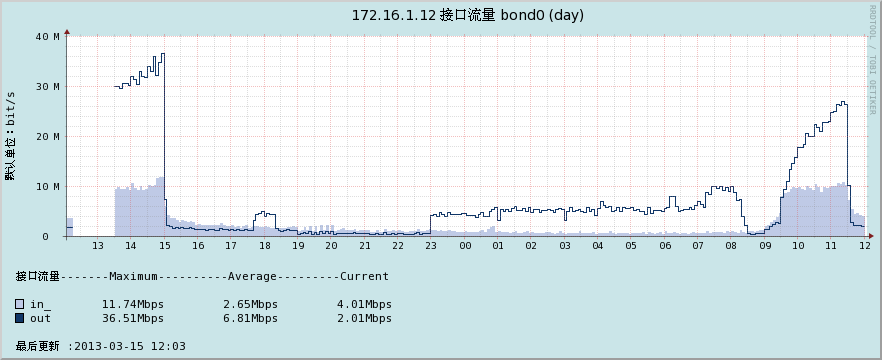 172.16.1.12 接口流量 bond0 (day)
RRDTOOL / TOBI OETIKER
默认单位：bit/s
40 M
30 M
20 M
10 M
0
13 14 15 16 17 18 19 20 21 22 23 00 01 02 03 04 05 06 07 08 09 10 11 12
接口流量-------Maximum----------Average---------Current
in_ 11.74Mbps 2.65Mbps 4.01Mbps
out 36.51Mbps 6.81Mbps 2.01Mbps
最后更新 :2013-03-15 12:03